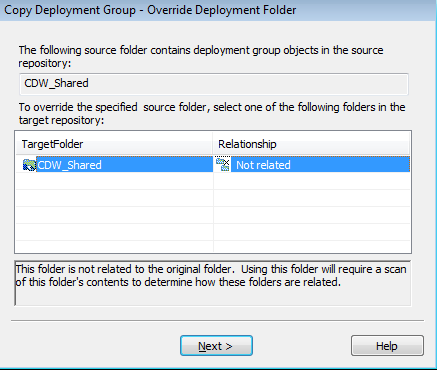 Copy Deployment Group - Override Deployment Folder
The following source folder contains deployment group objects in the source
repository:
CDW_Shared
To override the specified source folder, select one of the following folders in the
target repository:
TargetFolder Relationship
CDW_Shared Not related
This folder is not related to the original folder. Using this folder will require a scan
of this folder's contents to determine how these folders are related.
Next > Help